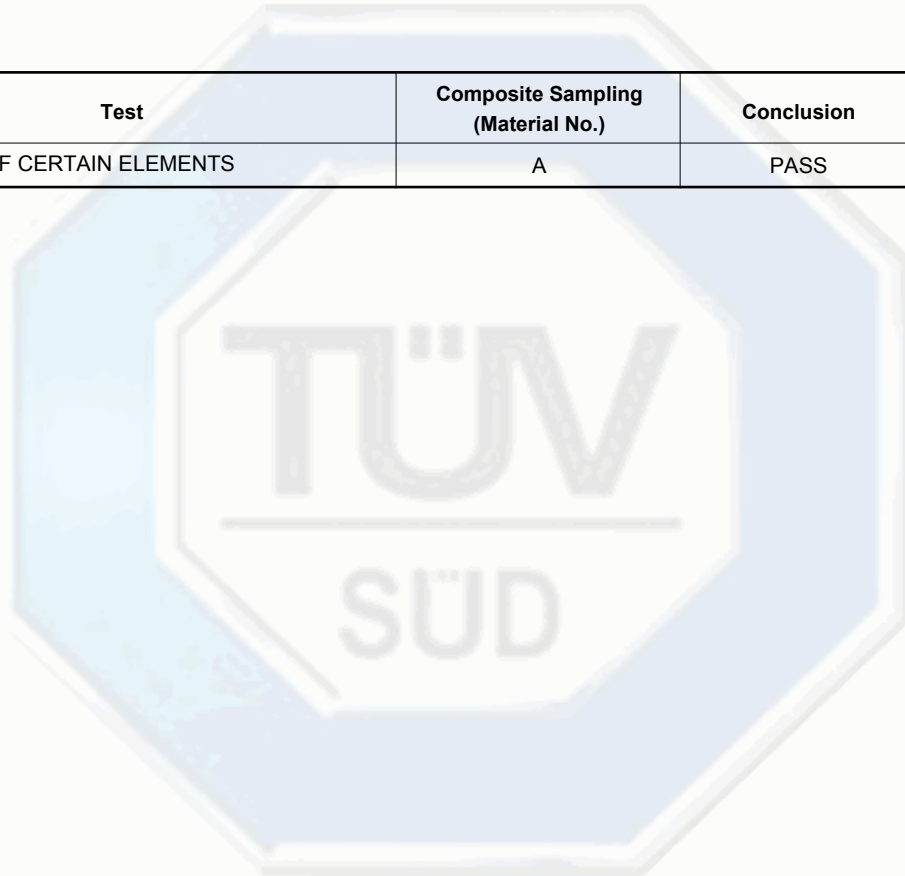 Test Composite Sampling (Material No.) Conclusion
F CERTAIN ELEMENTS A PASS
TÜV
SÜD